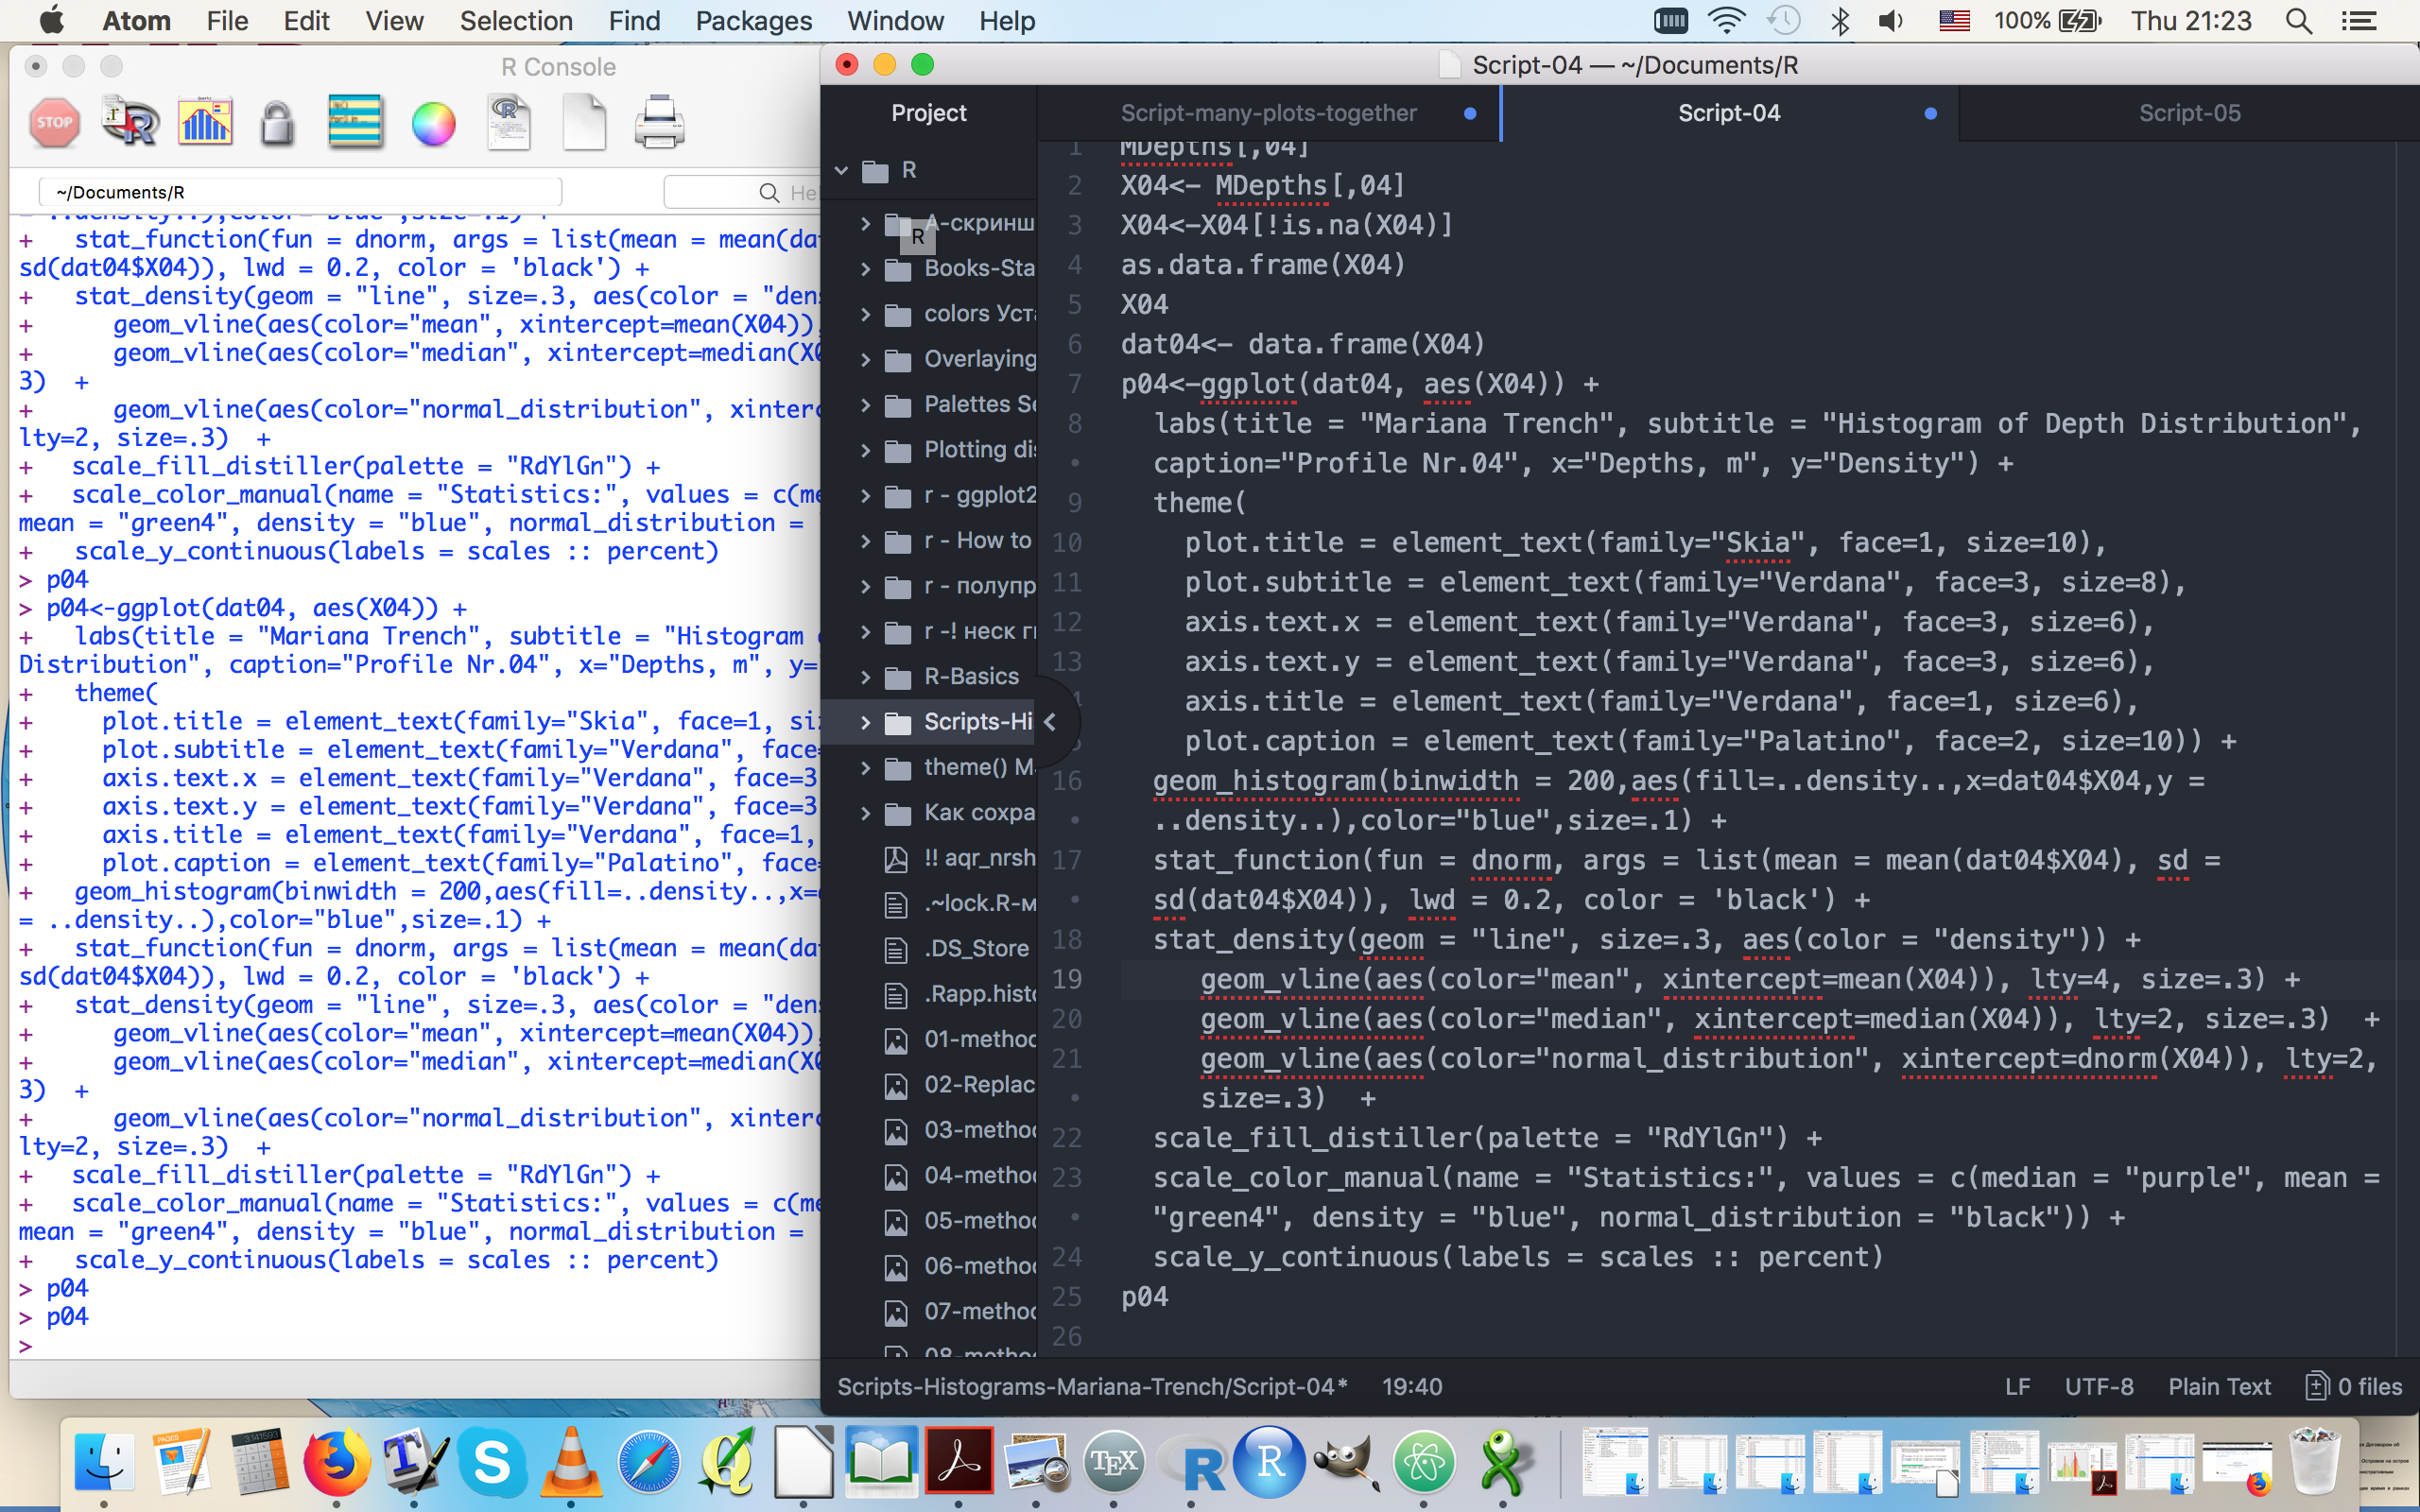 Atom File Edit View Selection Find Packages Window Help 100% Thu 21:23
R Console
STOP
~/Documents/R
+   stat_function(fun = dnorm, args = list(mean = mean(dat
sd(dat04$X04)), lwd = 0.2, color = 'black') +
+   stat_density(geom = "line", size=.3, aes(color = "den
+      geom_vline(aes(color="mean", xintercept=mean(X04)),
+      geom_vline(aes(color="median", xintercept=median(X0
3)  +
+      geom_vline(aes(color="normal_distribution", xinterc
lty=2, size=.3)  +
+   scale_fill_distiller(palette = "RdYlGn") +
+   scale_color_manual(name = "Statistics:", values = c(me
mean = "green4", density = "blue", normal_distribution =
+   scale_y_continuous(labels = scales :: percent)
> p04
> p04<-ggplot(dat04, aes(X04)) +
+   labs(title = "Mariana Trench", subtitle = "Histogram
Distribution", caption="Profile Nr.04", x="Depths, m", y=
+   theme(
+     plot.title = element_text(family="Skia", face=1, si
+     plot.subtitle = element_text(family="Verdana", face=
+     axis.text.x = element_text(family="Verdana", face=3
+     axis.text.y = element_text(family="Verdana", face=3
+     axis.title = element_text(family="Verdana", face=1,
+     plot.caption = element_text(family="Palatino", face=
+   geom_histogram(binwidth = 200,aes(fill=..density..,x=
= ..density..),color="blue",size=.1) +
+   stat_function(fun = dnorm, args = list(mean = mean(dat
sd(dat04$X04)), lwd = 0.2, color = 'black') +
+   stat_density(geom = "line", size=.3, aes(color = "den
+      geom_vline(aes(color="mean", xintercept=mean(X04)),
+      geom_vline(aes(color="median", xintercept=median(X0
3)  +
+      geom_vline(aes(color="normal_distribution", xinterc
lty=2, size=.3)  +
+   scale_fill_distiller(palette = "RdYlGn") +
+   scale_color_manual(name = "Statistics:", values = c(me
mean = "green4", density = "blue", normal_distribution =
+   scale_y_continuous(labels = scales :: percent)
> p04
> p04
>
Script-04 — ~/Documents/R
Project
Script-many-plots-together Script-04 Script-05
R
А-скринш
R
Books-Sta
colors Уст
Overlaying
Palettes Se
Plotting di
r - ggplot2
r - How to
r - полупр
r -! неск г
R-Basics
Scripts-Hi
theme() M
Как сохра
!! aqr_nrsh
.~lock.R-м
.DS_Store
.Rapp.histo
01-method
02-Replac
03-method
04-method
05-method
06-method
07-method
08-method
1 MDepths[,04]
2 X04<- MDepths[,04]
3 X04<-X04[!is.na(X04)]
4 as.data.frame(X04)
5 X04
6 dat04<- data.frame(X04)
7 p04<-ggplot(dat04, aes(X04)) +
8   labs(title = "Mariana Trench", subtitle = "Histogram of Depth Distribution",
•   caption="Profile Nr.04", x="Depths, m", y="Density") +
9   theme(
10     plot.title = element_text(family="Skia", face=1, size=10),
11     plot.subtitle = element_text(family="Verdana", face=3, size=8),
12     axis.text.x = element_text(family="Verdana", face=3, size=6),
13     axis.text.y = element_text(family="Verdana", face=3, size=6),
axis.title = element_text(family="Verdana", face=1, size=6),
plot.caption = element_text(family="Palatino", face=2, size=10)) +
16   geom_histogram(binwidth = 200,aes(fill=..density..,x=dat04$X04,y =
•   ..density..),color="blue",size=.1) +
17   stat_function(fun = dnorm, args = list(mean = mean(dat04$X04), sd =
•   sd(dat04$X04)), lwd = 0.2, color = 'black') +
18   stat_density(geom = "line", size=.3, aes(color = "density")) +
19      geom_vline(aes(color="mean", xintercept=mean(X04)), lty=4, size=.3) +
20      geom_vline(aes(color="median", xintercept=median(X04)), lty=2, size=.3)  +
21      geom_vline(aes(color="normal_distribution", xintercept=dnorm(X04)), lty=2,
•      size=.3)  +
22   scale_fill_distiller(palette = "RdYlGn") +
23   scale_color_manual(name = "Statistics:", values = c(median = "purple", mean =
•   "green4", density = "blue", normal_distribution = "black")) +
24   scale_y_continuous(labels = scales :: percent)
25 p04
26
Scripts-Histograms-Mariana-Trench/Script-04* 19:40 LF UTF-8 Plain Text 0 files
PAGES
3.141593
TEX
R
R